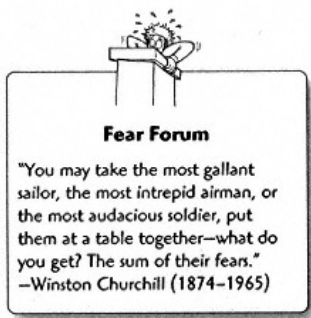 Fear Forum
"You may take the most gallant
sailor, the most intrepid airman, or
the most audacious soldier, put
them at a table together—what do
you get? The sum of their fears."
—Winston Churchill (1874–1965)